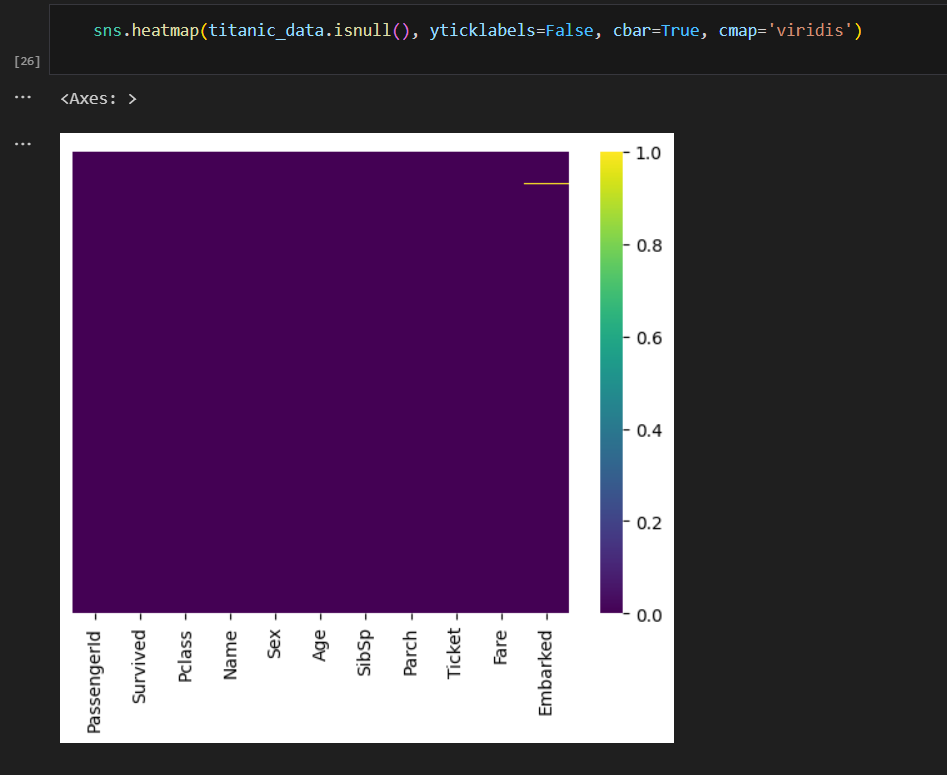 sns.heatmap(titanic_data.isnull(), yticklabels=False, cbar=True, cmap='viridis')
[26]
... <Axes: >
...
1.0
0.8
0.6
0.4
0.2
0.0
PassengerId
Survived
Pclass
Name
Sex
Age
SibSp
Parch
Ticket
Fare
Embarked